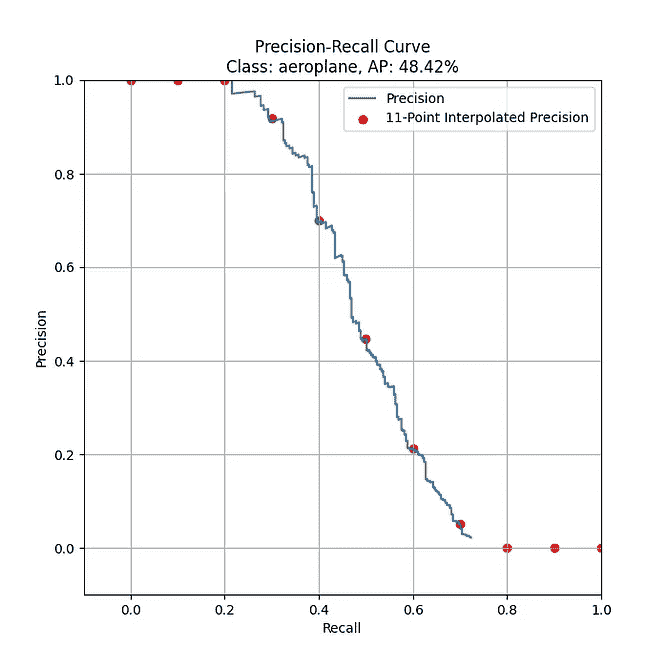 Precision-Recall Curve
Class: aeroplane, AP: 48.42%
Precision
11-Point Interpolated Precision
1.0
0.8
0.6
0.4
0.2
0.0
Precision
0.0 0.2 0.4 0.6 0.8 1.0
Recall